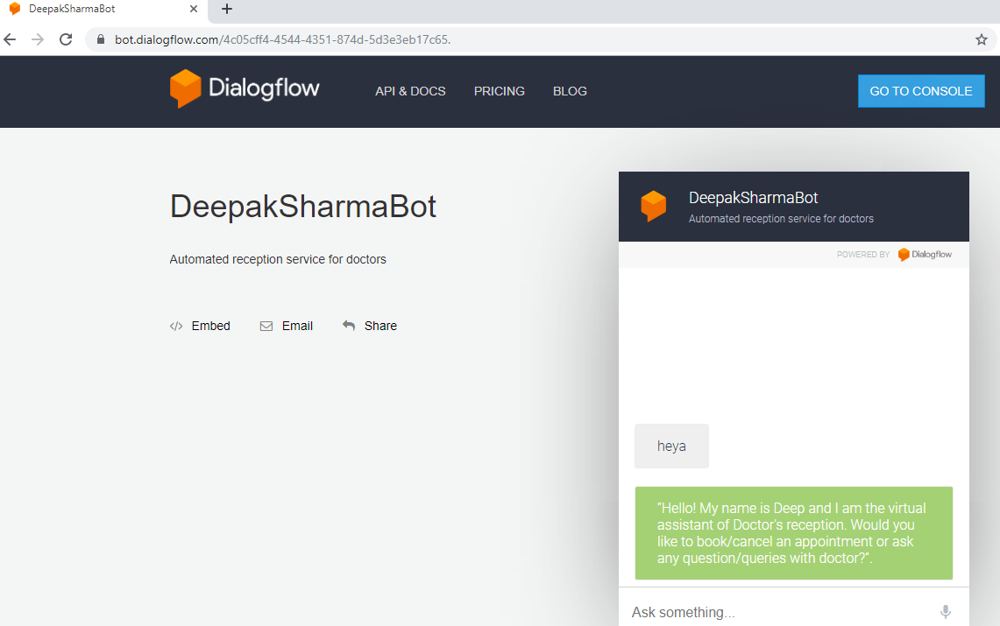 DeepakSharmaBot
bot.dialogflow.com/4c05cff4-4544-4351-874d-5d3e3eb17c65.
Dialogflow
API & DOCS
PRICING
BLOG
GO TO CONSOLE
DeepakSharmaBot
Automated reception service for doctors
Embed
Email
Share
DeepakSharmaBot
Automated reception service for doctors
POWERED BY Dialogflow
heya
"Hello! My name is Deep and I am the virtual
assistant of Doctor's reception. Would you
like to book/cancel an appointment or ask
any question/queries with doctor?".
Ask something...